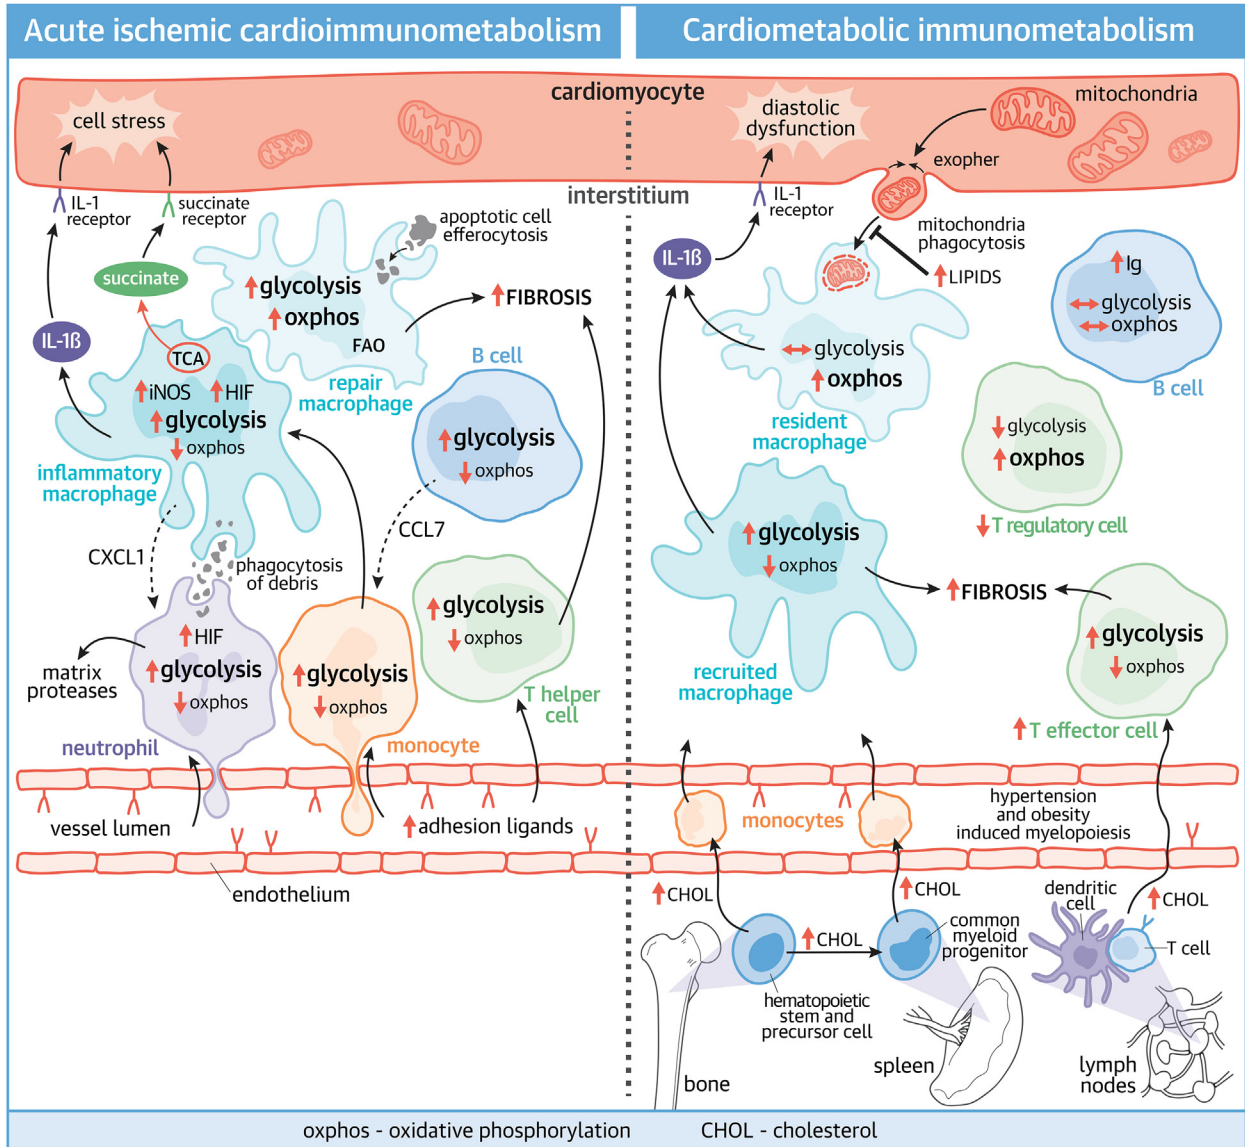 Acute ischemic cardioimmunometabolism
Cardiometabolic immunometabolism
cardiomyocyte
cell stress
diastolic
dysfunction
mitochondria
exopher
interstitium
IL-1
receptor
succinate
receptor
apoptotic cell
efferocytosis
IL-1
receptor
mitochondria
phagocytosis
↑LIPIDS
succinate
IL-1ß
TCA
↑iNOS ↑HIF
↑glycolysis
↓oxphos
inflammatory
macrophage
↑glycolysis
↑oxphos
FAO
repair
macrophage
↑FIBROSIS
B cell
↑glycolysis
↓oxphos
CCL7
CXCL1
phagocytosis
of debris
↑HIF
↑glycolysis
↓oxphos
matrix
proteases
neutrophil
↑glycolysis
↓oxphos
monocyte
↑glycolysis
↓oxphos
T helper
cell
vessel lumen
↑adhesion ligands
endothelium
IL-1ß
↔glycolysis
↑oxphos
resident
macrophage
↑Ig
↔glycolysis
↔oxphos
B cell
↓glycolysis
↑oxphos
↓T regulatory cell
↑glycolysis
↓oxphos
recruited
macrophage
↑FIBROSIS
↑glycolysis
↓oxphos
↑T effector cell
monocytes
hypertension
and obesity
induced myelopoiesis
↑CHOL
↑CHOL
↑CHOL
↑CHOL
hematopoietic
stem and
precursor cell
common
myeloid
progenitor
dendritic
cell
T cell
bone
spleen
lymph
nodes
oxphos - oxidative phosphorylation CHOL - cholesterol